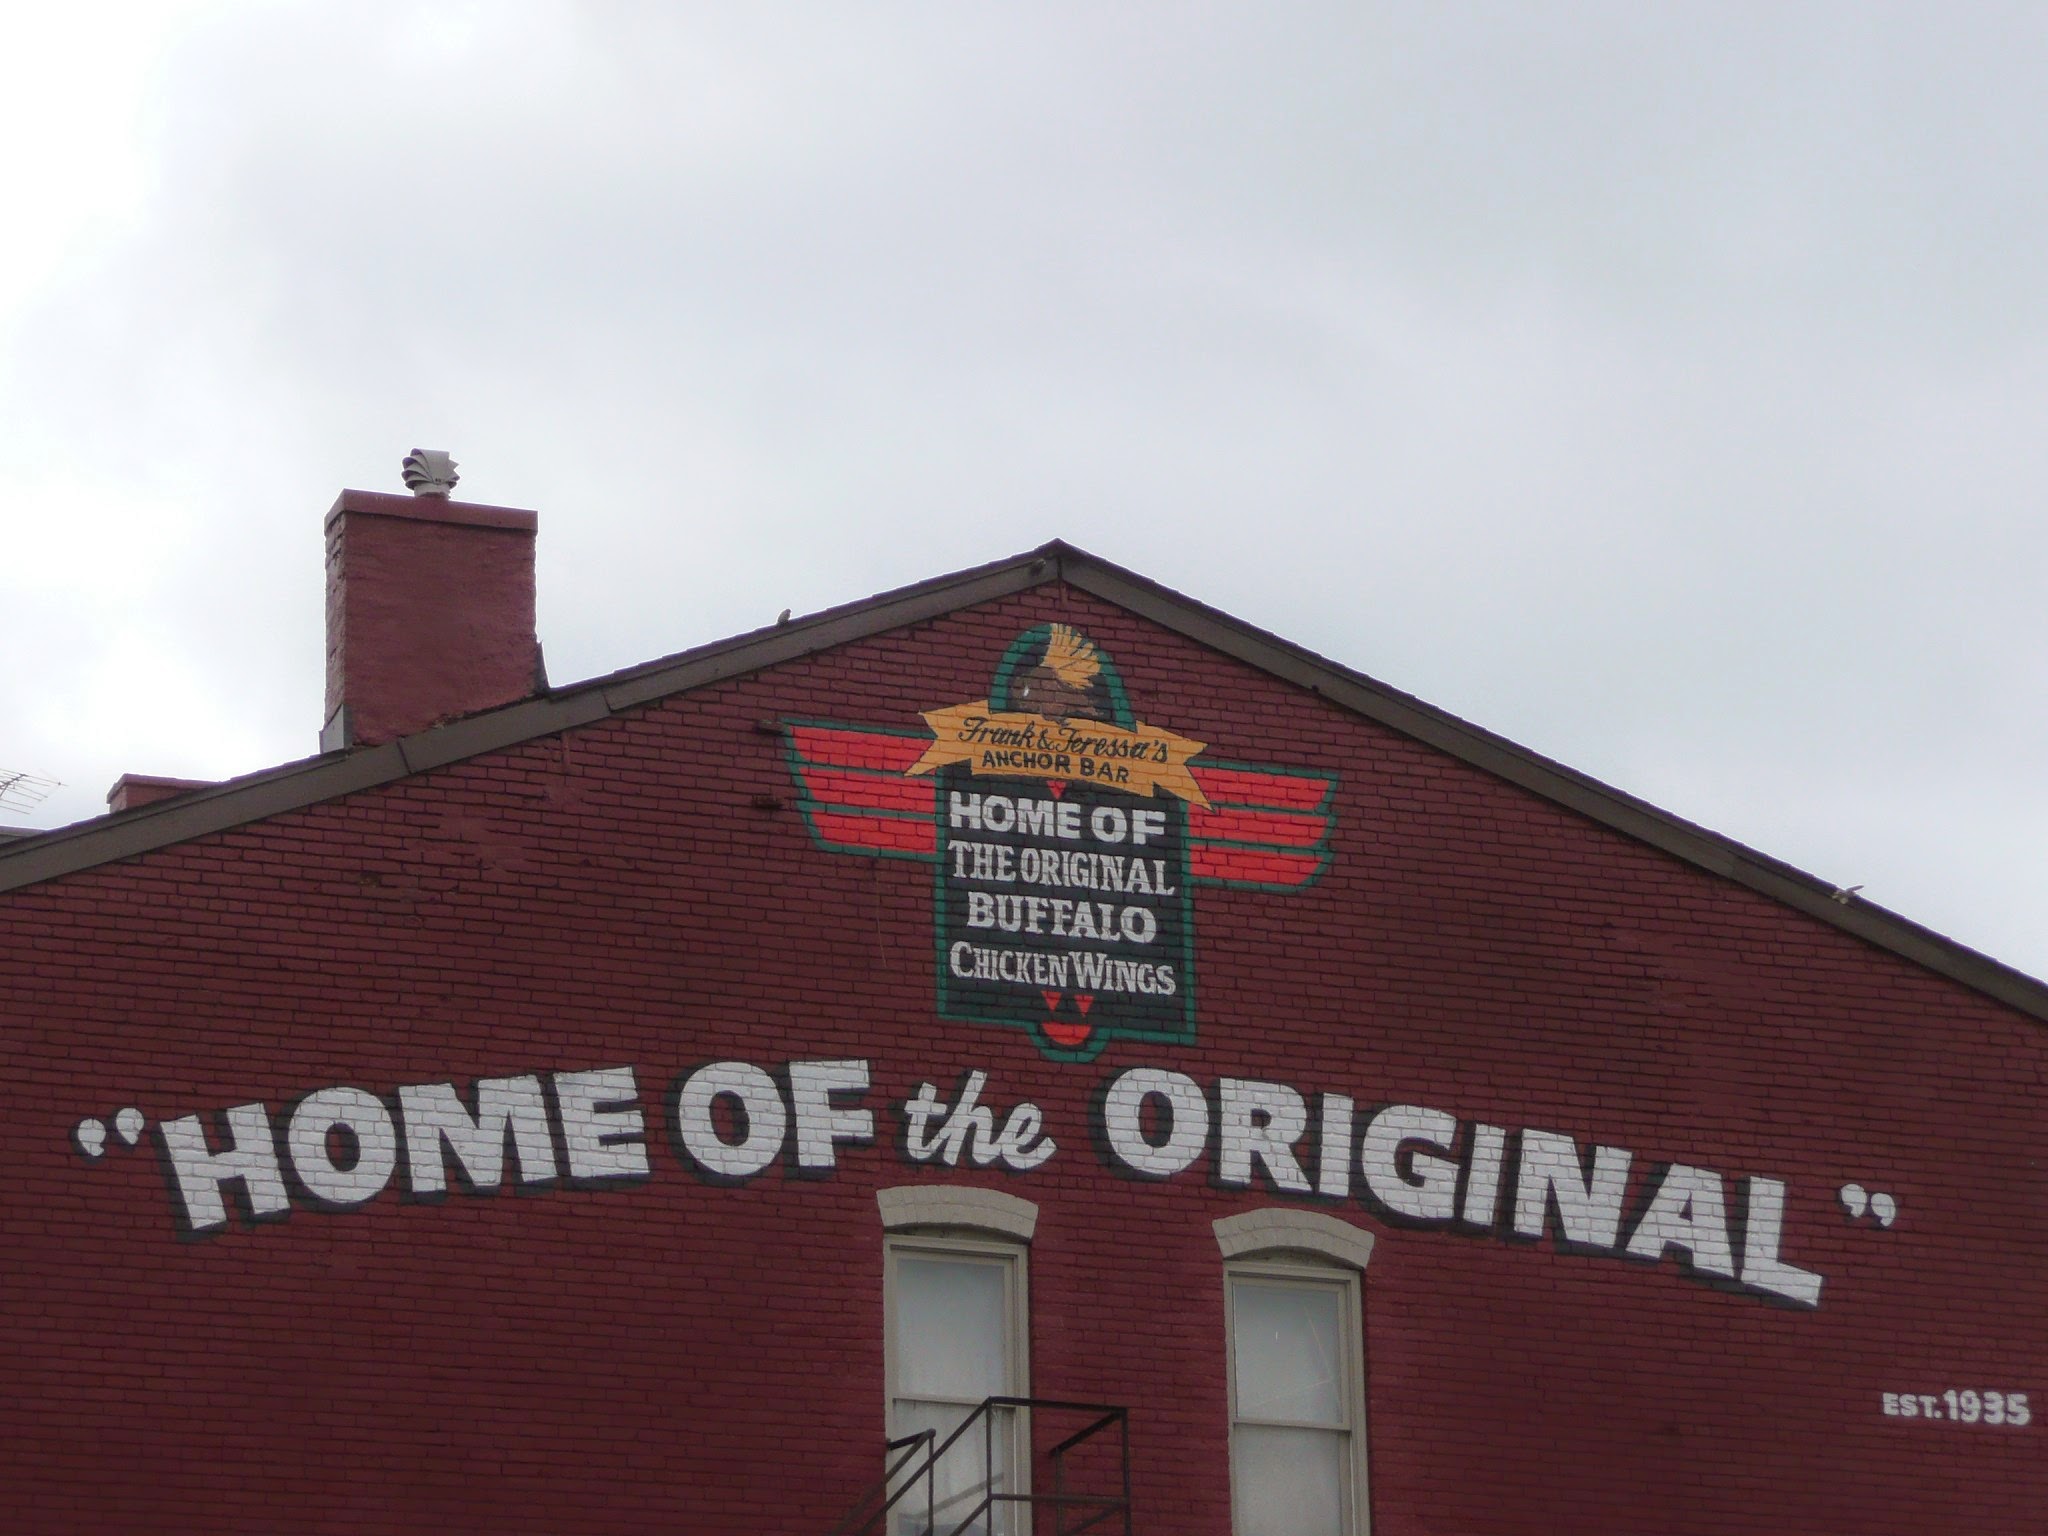 Frank & Teressa's
ANCHOR BAR
HOME OF
THE ORIGINAL
BUFFALO
CHICKEN WINGS
“HOME OF the ORIGINAL”
EST. 1935